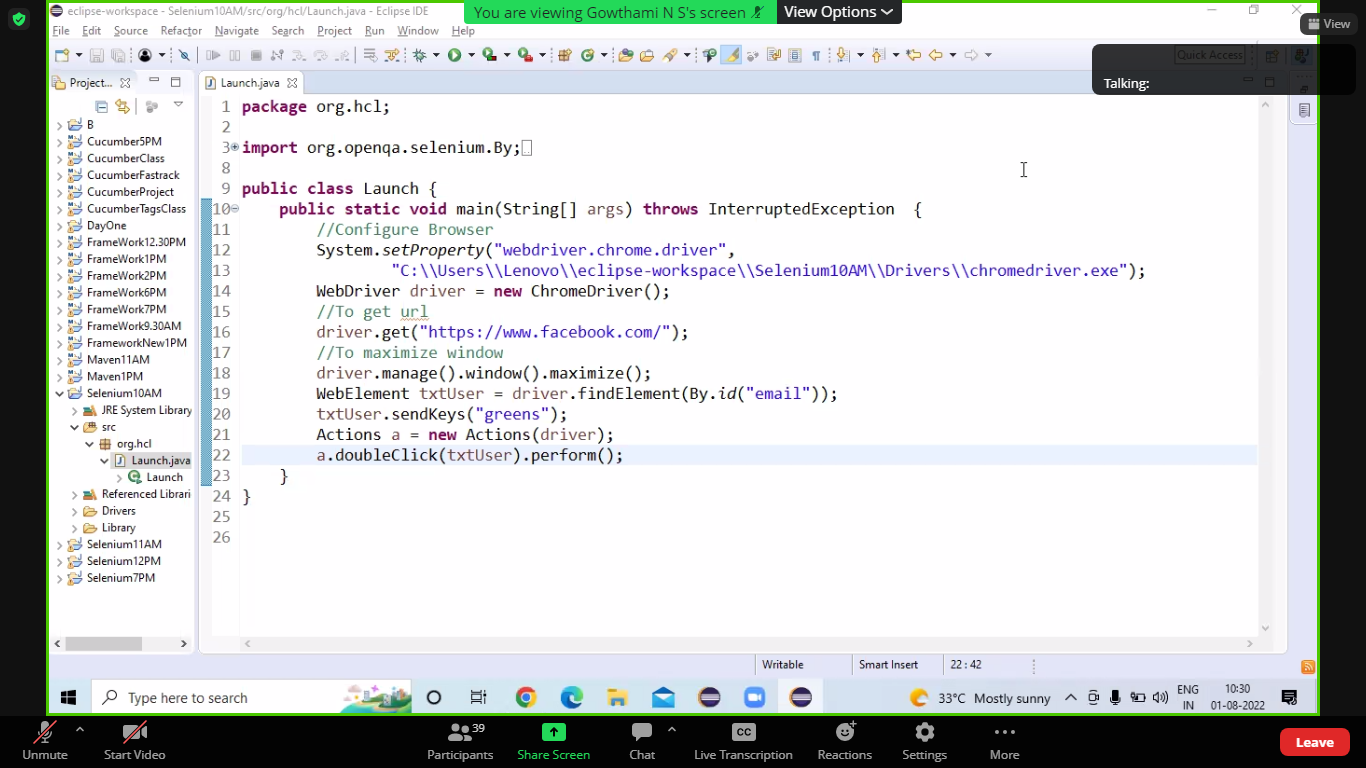 eclipse-workspace - Selenium10AM/src/org/hcl/Launch.java - Eclipse IDE
You are viewing Gowthami N S's screen
View Options
View
File Edit Source Refactor Navigate Search Project Run Window Help
Quick Access
Talking:
Project...
Launch.java
B
Cucumber5PM
CucumberClass
CucumberFastrack
CucumberProject
CucumberTagsClass
DayOne
FrameWork12.30PM
FrameWork1PM
FrameWork2PM
FrameWork6PM
FrameWork7PM
FrameWork9.30AM
FrameworkNew1PM
Maven11AM
Maven1PM
Selenium10AM
JRE System Library
src
org.hcl
Launch.java
Launch
Referenced Librari
Drivers
Library
Selenium11AM
Selenium12PM
Selenium7PM
1 package org.hcl;
2
3 import org.openqa.selenium.By;
8
9 public class Launch {
10 public static void main(String[] args) throws InterruptedException {
11 //Configure Browser
12 System.setProperty("webdriver.chrome.driver",
13 "C:\\Users\\Lenovo\\eclipse-workspace\\Selenium10AM\\Drivers\\chromedriver.exe");
14 WebDriver driver = new ChromeDriver();
15 //To get url
16 driver.get("https://www.facebook.com/");
17 //To maximize window
18 driver.manage().window().maximize();
19 WebElement txtUser = driver.findElement(By.id("email"));
20 txtUser.sendKeys("greens");
21 Actions a = new Actions(driver);
22 a.doubleClick(txtUser).perform();
23 }
24 }
25
26
Writable Smart Insert 22 : 42
Type here to search
33°C Mostly sunny
ENG
IN
10:30
01-08-2022
Unmute
Start Video
Participants 39
Share Screen
Chat
CC
Live Transcription
Reactions
Settings
More
Leave